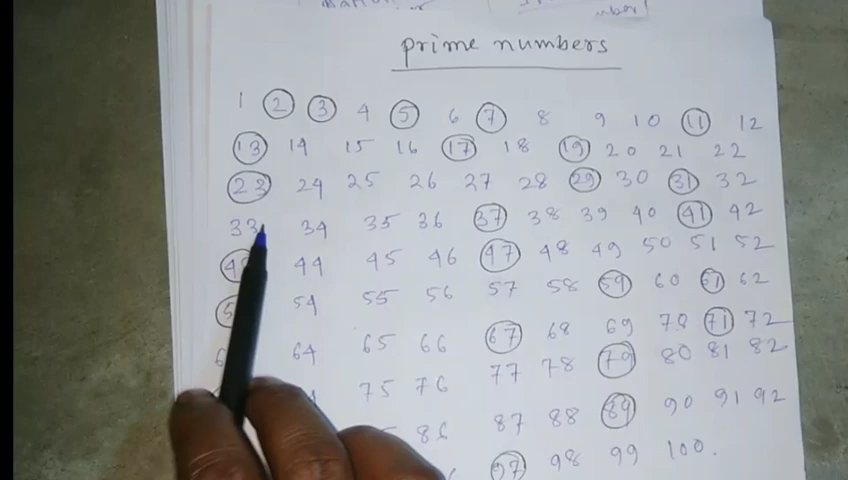 prime numbers
1 2 3 4 5 6 7 8 9 10 11 12
13 14 15 16 17 18 19 20 21 22
23 24 25 26 27 28 29 30 31 32
33 34 35 36 37 38 39 40 41 42
44 45 46 47 48 49 50 51 52
54 55 56 57 58 59 60 61 62
64 65 66 67 68 69 70 71 72
75 76 77 78 79 80 81 82
86 87 88 89 90 91 92
97 98 99 100.